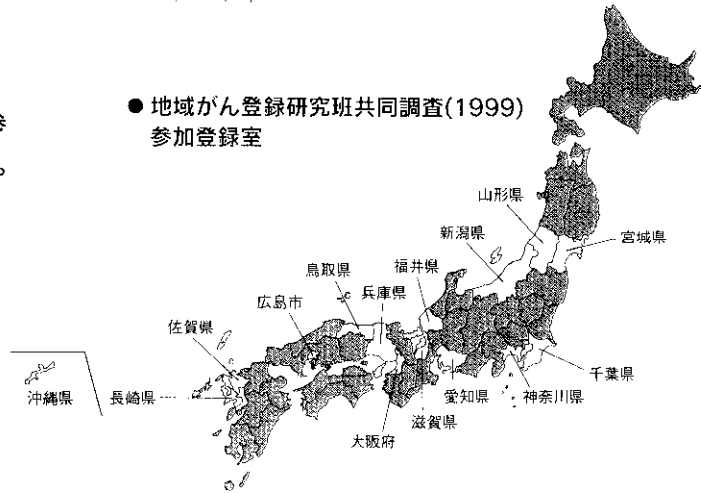 ● 地域がん登録研究班共同調査(1999)
参加登録室
山形県
新潟県
宮城県
鳥取県
福井県
広島市
兵庫県
佐賀県
千葉県
沖縄県
長崎県
愛知県
神奈川県
滋賀県
大阪府